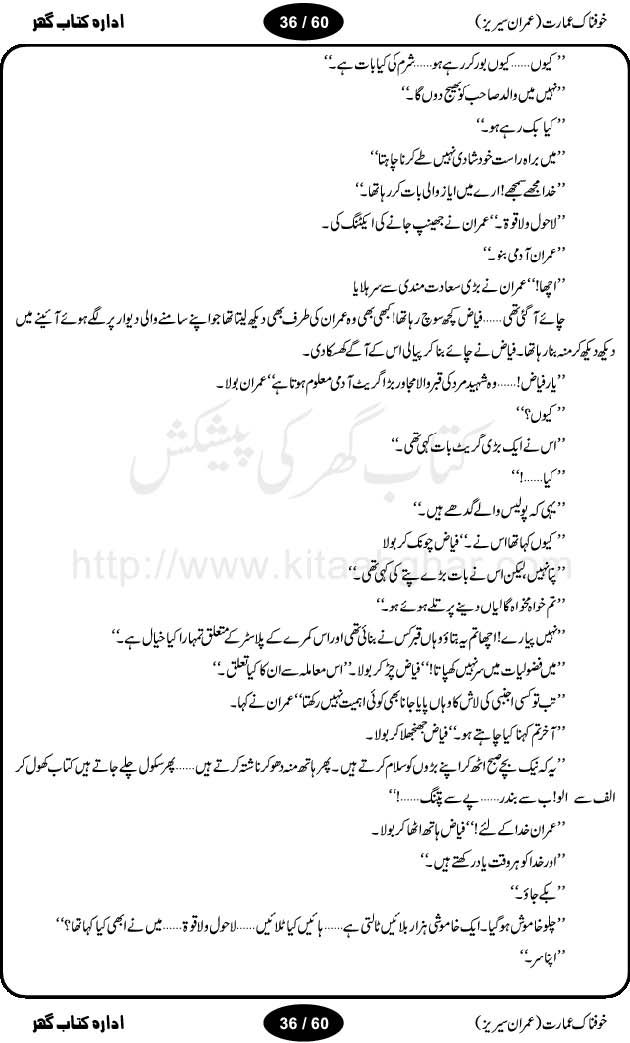 خوفناک عمارت (عمران سیریز) 36 / 60 ادارہ کتاب گھر
’’کیوں......کیوں بور کر رہے ہو......شرم کی کیا بات ہے۔‘‘
’’نہیں میں والد صاحب کو بھیج دوں گا۔‘‘
’’کیا بک رہے ہو۔‘‘
’’میں براہ راست خود شادی نہیں طے کرنا چاہتا‘‘
’’خدا مجھے سمجھے! ارے میں ایاز والی بات کر رہا تھا۔‘‘
’’لاحول ولاقوۃ۔‘‘ عمران نے جھینپ جانے کی ایکٹنگ کی۔
’’عمران آدمی بنو۔‘‘
’’اچھا!‘‘ عمران نے بڑی سعادت مندی سے سر ہلایا
چائے آ گئی تھی......فیاض کچھ سوچ رہا تھا! کبھی بھی وہ عمران کی طرف بھی دیکھ لیتا تھا جو اپنے سامنے والی دیوار پر لگے ہوئے آئینے میں
دیکھ دیکھ کر منہ بنا رہا تھا۔ فیاض نے چائے بنا کر پیالی اس کے آگے کھسکا دی۔
’’یار فیاض!......وہ شہید مرد کی قبر والا مجاور بڑا گریٹ آدمی معلوم ہوتا ہے‘‘ عمران بولا۔
’’کیوں؟‘‘
’’اس نے ایک بڑی گریٹ بات کہی تھی۔‘‘
’’کیا......!‘‘
’’یہی کہ پولیس والے گدھے ہیں۔‘‘
’’کیوں کہا تھا اس نے۔‘‘ فیاض چونک کر بولا
’’پتا نہیں، لیکن اس نے بات بڑے پتے کی کہی تھی۔‘‘
’’تم خواہ مخواہ گالیاں دینے پر تلے ہوئے ہو۔‘‘
’’نہیں پیارے! اچھا تم یہ بتاؤ وہاں قبر کس نے بنائی تھی اور اس کمرے کے پلاسٹر کے متعلق تمہارا کیا خیال ہے۔‘‘
’’میں فضولیات میں سر نہیں کھپاتا!‘‘ فیاض چڑ کر بولا۔ ’’اس معاملہ سے ان کا کیا تعلق۔‘‘
’’تب تو کسی اجنبی کی لاش کا وہاں پایا جانا بھی کوئی اہمیت نہیں رکھتا‘‘ عمران نے کہا۔
’’آخر تم کہنا کیا چاہتے ہو۔‘‘ فیاض جھنجھلا کر بولا۔
’’یہ کہ نیک بچے صبح اٹھ کر اپنے بڑوں کو سلام کرتے ہیں۔ پھر ہاتھ منہ دھو کر ناشتہ کرتے ہیں......پھر سکول چلے جاتے ہیں کتاب کھول کر
الف سے الو! ب سے بندر......پے سے پتنگ......!‘‘
’’عمران خدا کے لئے!‘‘ فیاض ہاتھ اٹھا کر بولا۔
’’اور خدا کو ہر وقت یاد رکھتے ہیں۔‘‘
’’بکے جاؤ۔‘‘
’’چلو خاموش ہو گیا۔ ایک خاموشی ہزار بلائیں ٹالتی ہے......ہائیں کیا ٹلائیں......لاحول ولاقوۃ......میں نے ابھی کیا کہا تھا؟‘‘
’’اپنا سر۔‘‘
کتاب گھر کی پیشکش
http://www.kitaabghar.com
خوفناک عمارت (عمران سیریز) 36 / 60 ادارہ کتاب گھر